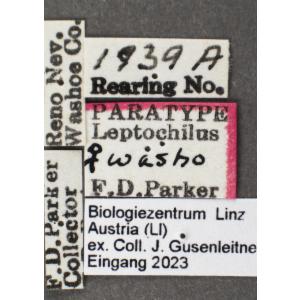 Reno Nev.
Washoe Co.
1939 A
Rearing No.
PARATYPE
Leptochilus
♀ washo
F.D. Parker
F.D. Parker
Collector
Biologiezentrum Linz
Austria (LI)
ex. Coll. J. Gusenleitne
Eingang 2023